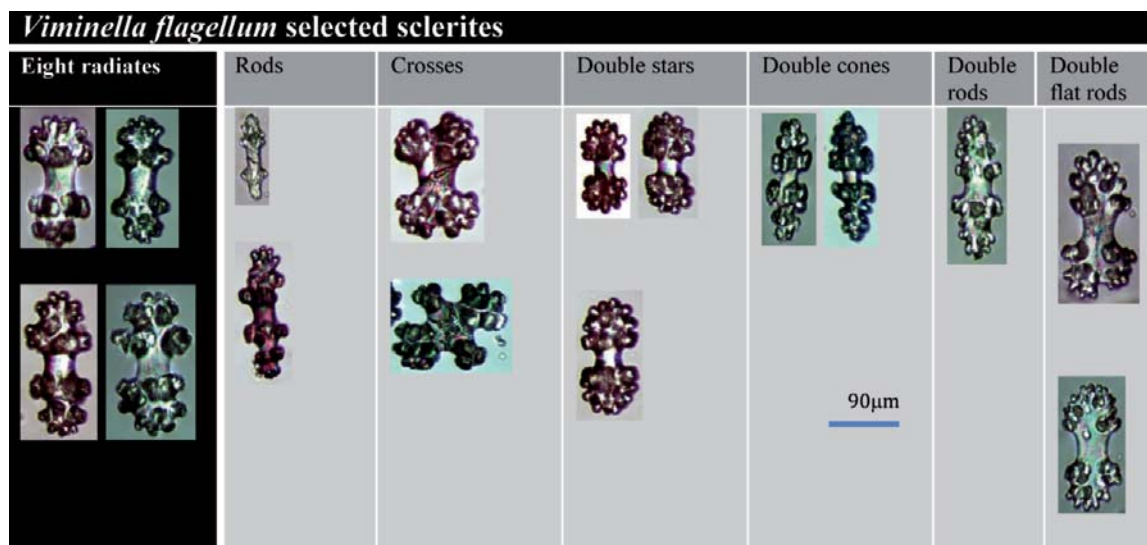 Viminella flagellum selected sclerites
Eight radiates
Rods
Crosses
Double stars
Double cones
Double
rods
Double
flat rods
90μm